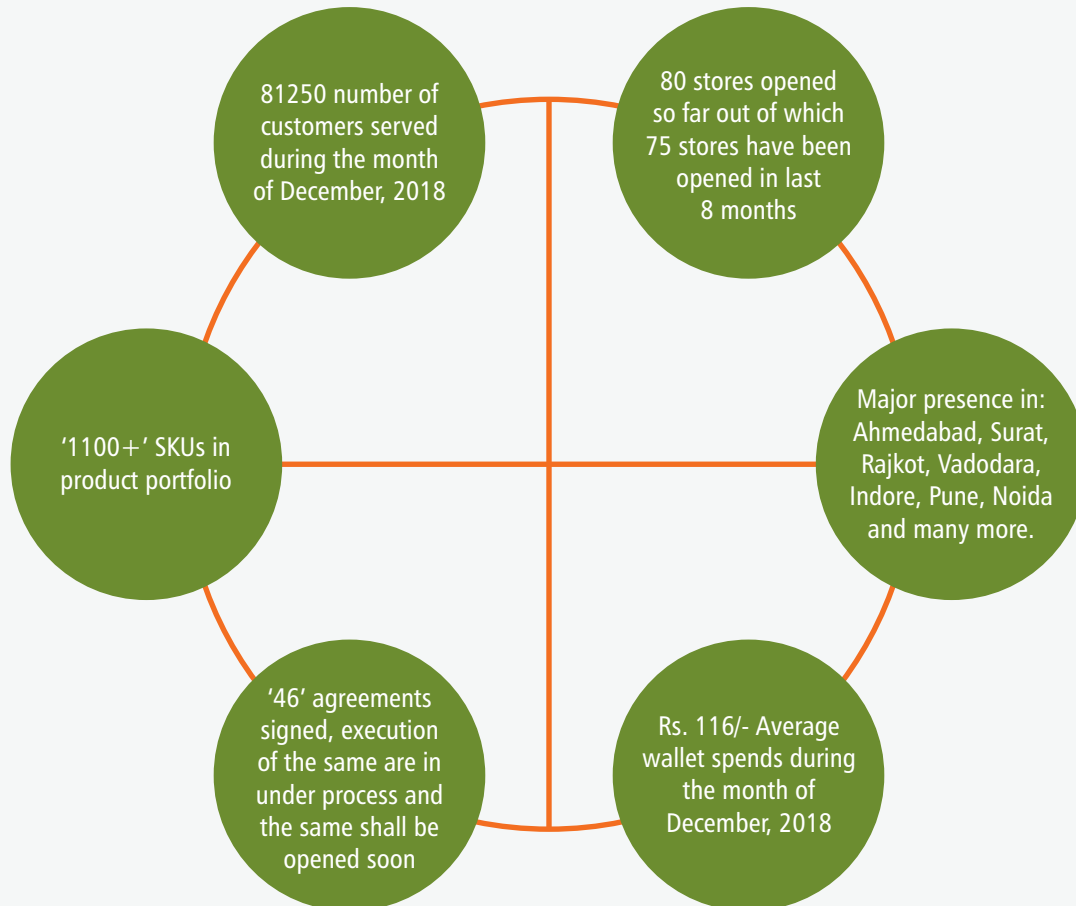 81250 number of
customers served
during the month
of December, 2018
80 stores opened
so far out of which
75 stores have been
opened in last
8 months
‘1100+’ SKUs in
product portfolio
Major presence in:
Ahmedabad, Surat,
Rajkot, Vadodara,
Indore, Pune, Noida
and many more.
‘46’ agreements
signed, execution
of the same are in
under process and
the same shall be
opened soon
Rs. 116/- Average
wallet spends during
the month of
December, 2018